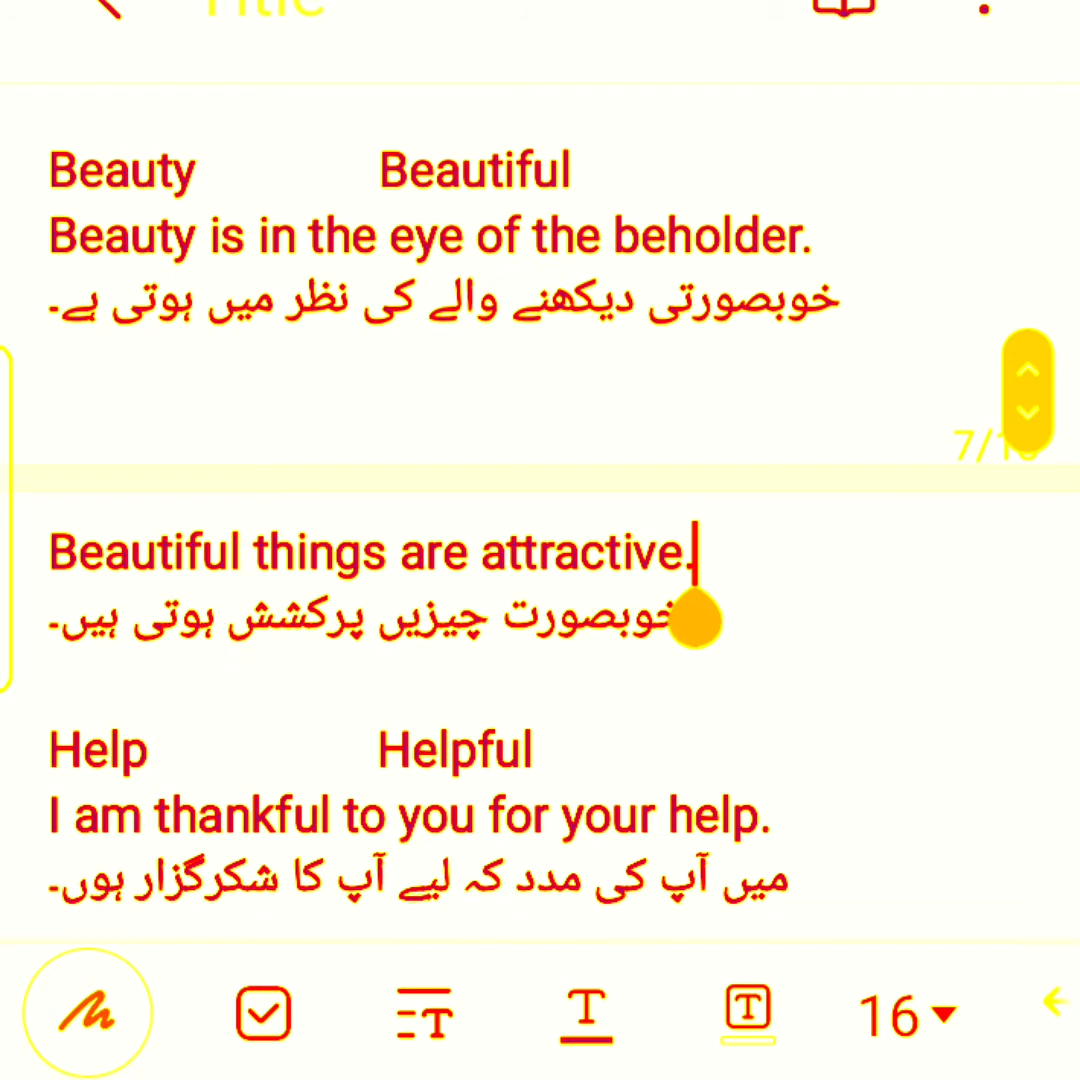 Beauty Beautiful
Beauty is in the eye of the beholder.
خوبصورتی دیکھنے والے کی نظر میں ہوتی ہے۔
7/1
Beautiful things are attractive.
خوبصورت چیزیں پرکشش ہوتی ہیں۔
Help Helpful
I am thankful to you for your help.
میں آپ کی مدد کہ لیے آپ کا شکرگزار ہوں۔
16